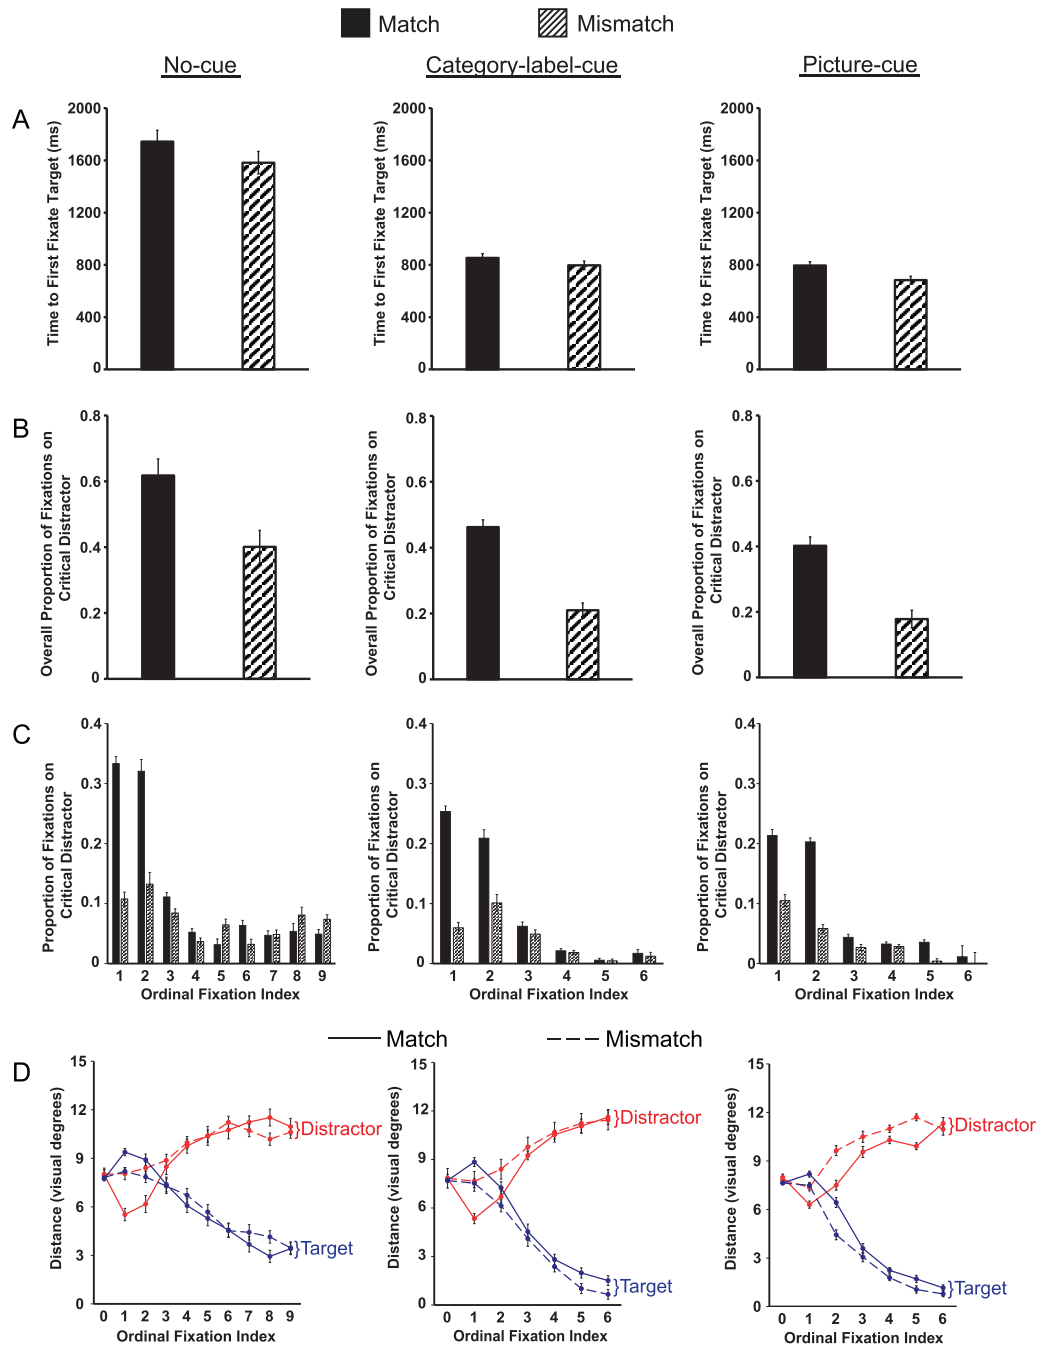 Match Mismatch
No-cue Category-label-cue Picture-cue
A
Time to First Fixate Target (ms)
2000
1600
1200
800
400
0
Time to First Fixate Target (ms)
2000
1600
1200
800
400
0
Time to First Fixate Target (ms)
2000
1600
1200
800
400
0
B
Overall Proportion of Fixations on
Critical Distractor
0.8
0.6
0.4
0.2
0
Overall Proportion of Fixations on
Critical Distractor
0.8
0.6
0.4
0.2
0
Overall Proportion of Fixations on
Critical Distractor
0.8
0.6
0.4
0.2
0
C
Proportion of Fixations on
Critical Distractor
0.4
0.3
0.2
0.1
0
1 2 3 4 5 6 7 8 9
Ordinal Fixation Index
Proportion of Fixations on
Critical Distractor
0.4
0.3
0.2
0.1
0
1 2 3 4 5 6
Ordinal Fixation Index
Proportion of Fixations on
Critical Distractor
0.4
0.3
0.2
0.1
0
1 2 3 4 5 6
Ordinal Fixation Index
Match Mismatch
D
Distance (visual degrees)
15
12
9
6
3
0
}Distractor
}Target
0 1 2 3 4 5 6 7 8 9
Ordinal Fixation Index
Distance (visual degrees)
15
12
9
6
3
0
}Distractor
}Target
0 1 2 3 4 5 6
Ordinal Fixation Index
Distance (visual degrees)
15
12
9
6
3
0
}Distractor
}Target
0 1 2 3 4 5 6
Ordinal Fixation Index